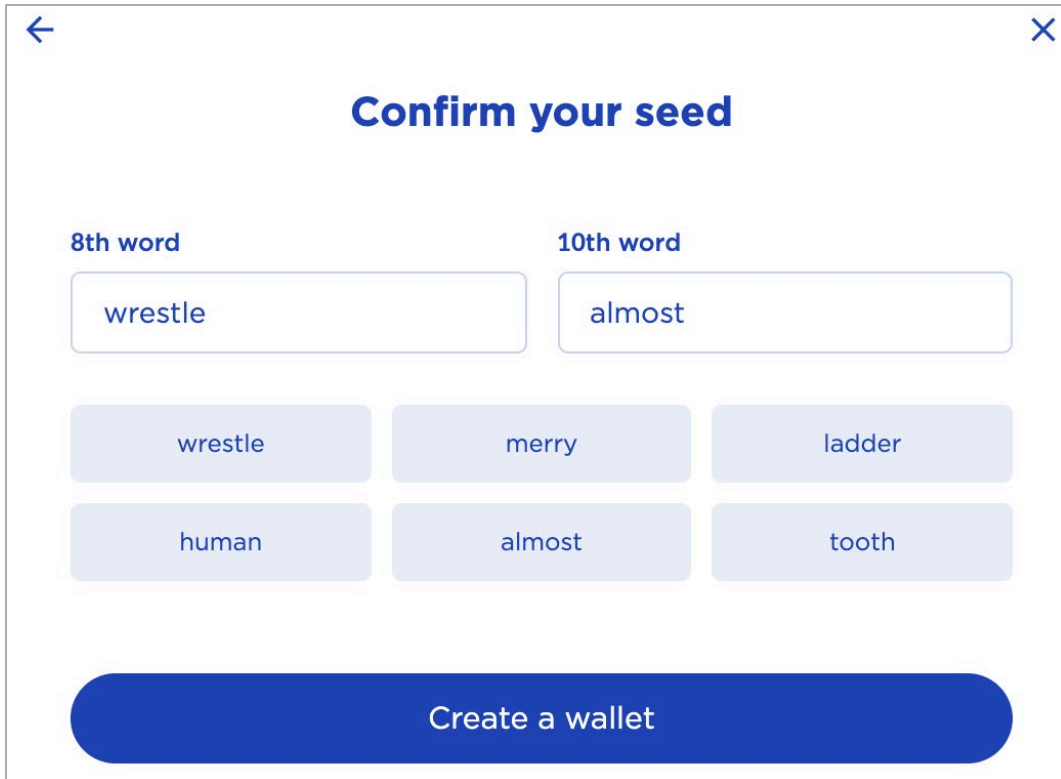 Confirm your seed
8th word 10th word
wrestle almost
wrestle merry ladder
human almost tooth
Create a wallet